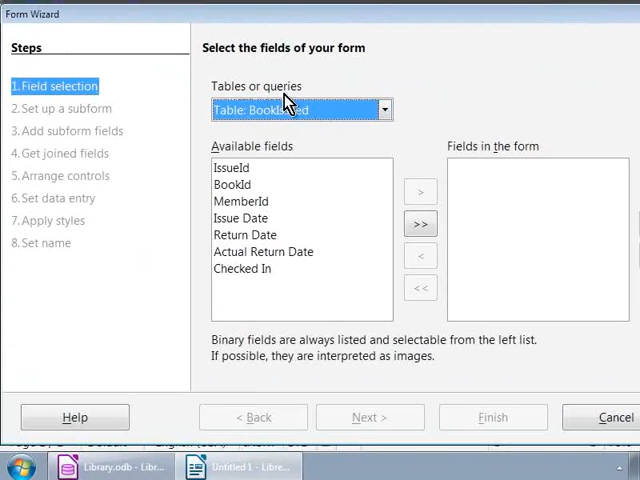 Form Wizard
Steps
1.Field selection
2.Set up a subform
3.Add subform fields
4.Get joined fields
5.Arrange controls
6.Set data entry
7.Apply styles
8.Set name
Select the fields of your form
Tables or queries
Table:
Available fields
IssueId
BookId
MemberId
Issue Date
Return Date
Actual Return Date
Checked In
>
>>
<
<<
Fields in the form
Binary fields are always listed and selectable from the left list.
If possible, they are interpreted as images.
Help
< Back
Next >
Finish
Cancel
Library.odb - Libr...
Untitled 1 - Libre...